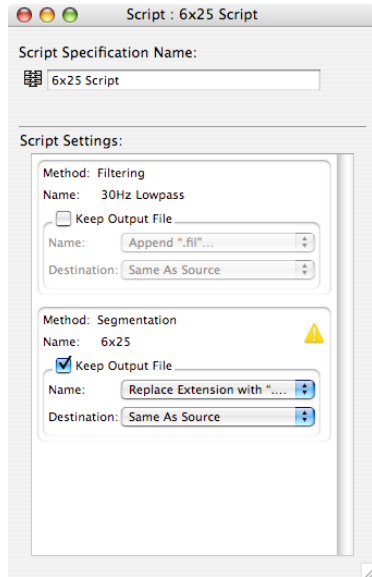 Script : 6x25 Script
Script Specification Name:
6x25 Script
Script Settings:
Method: Filtering
Name: 30Hz Lowpass
Keep Output File
Name: Append ".fil"...
Destination: Same As Source
Method: Segmentation
Name: 6x25
Keep Output File
Name: Replace Extension with "....
Destination: Same As Source